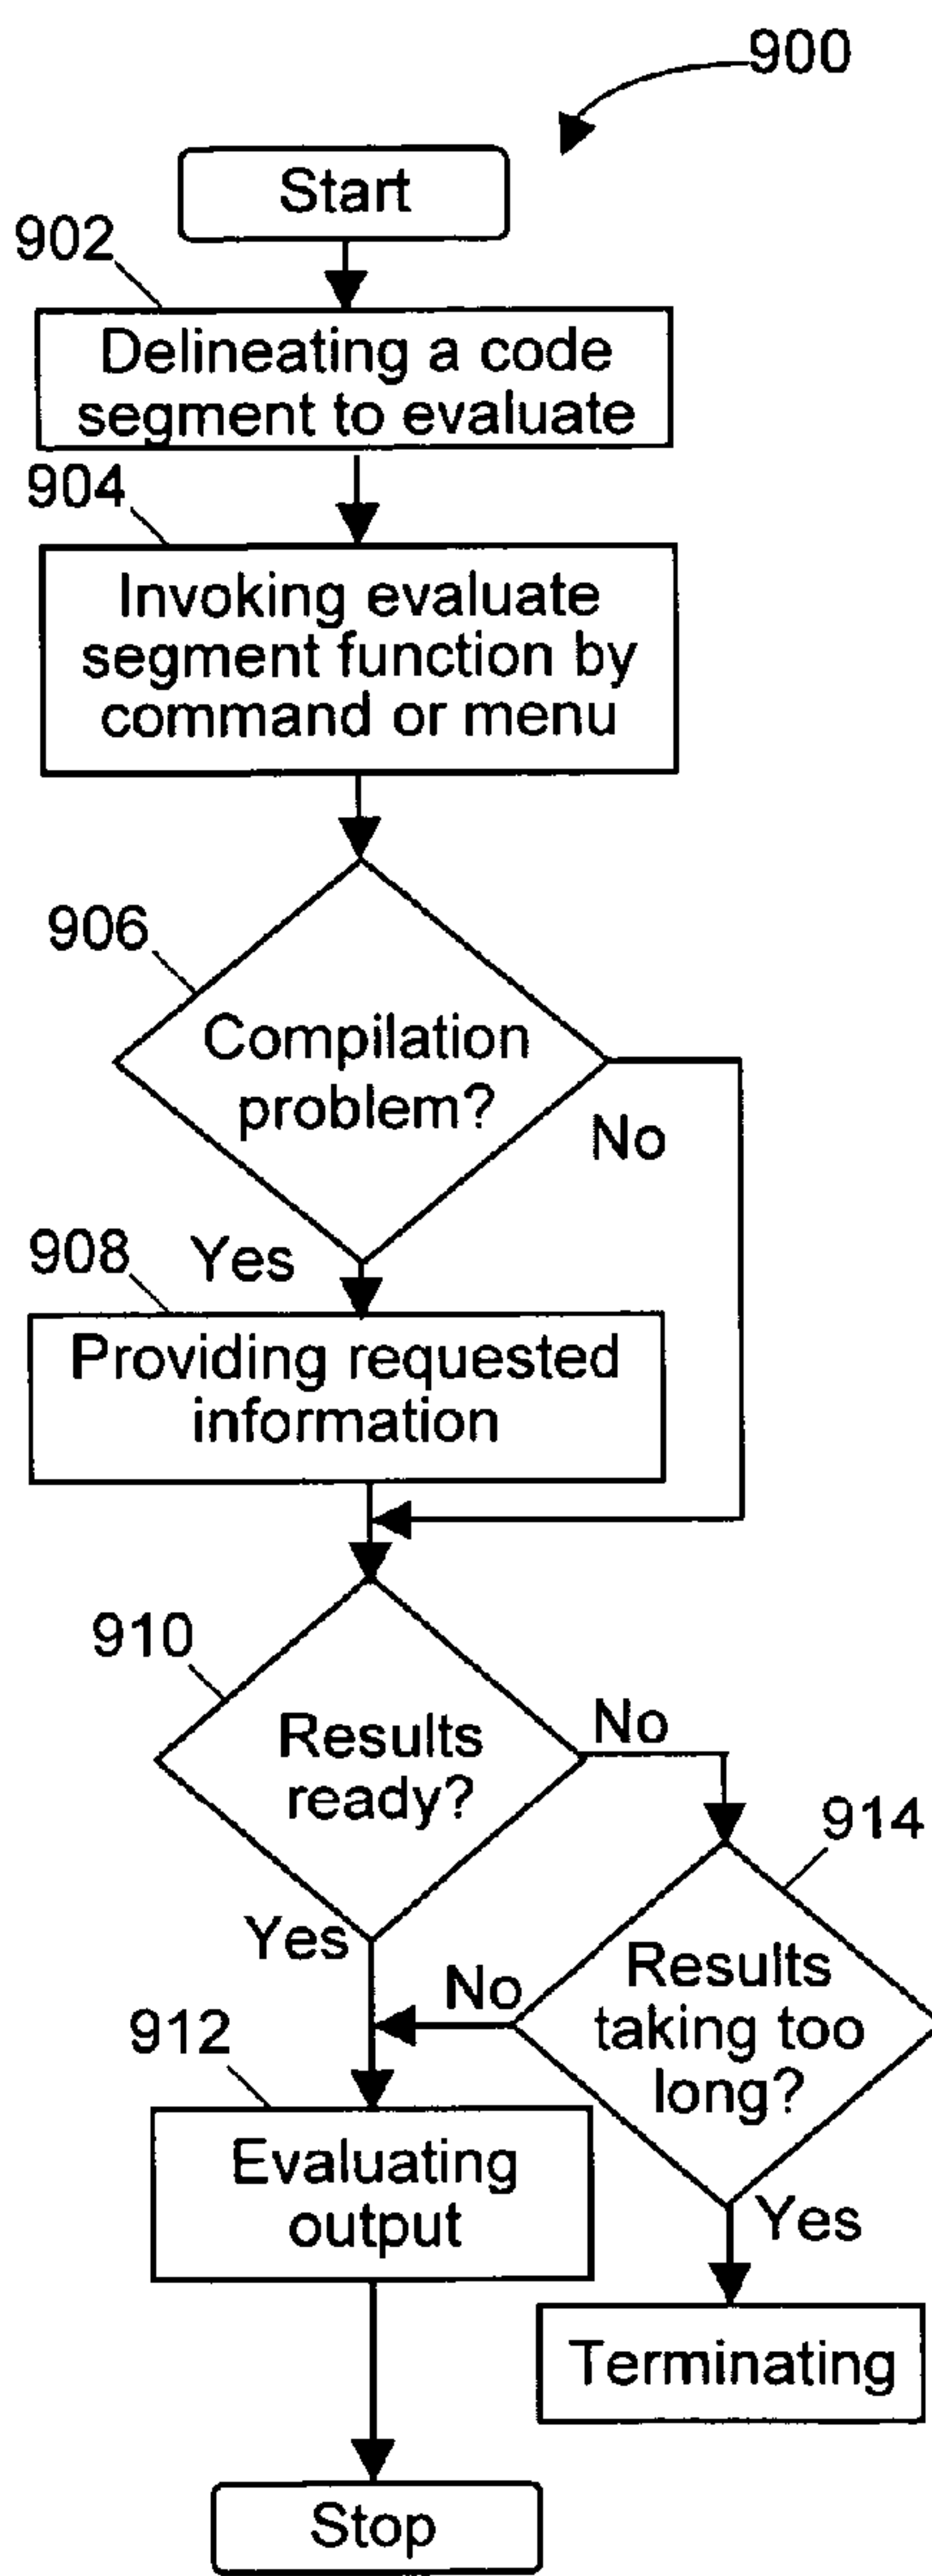 900
Start
902
Delineating a code
segment to evaluate
904
Invoking evaluate
segment function by
command or menu
906
Compilation
problem?
No
908
Yes
Providing requested
information
910
Results
ready?
No
914
Yes
No
Results
taking too
long?
912
Evaluating
output
Yes
Terminating
Stop